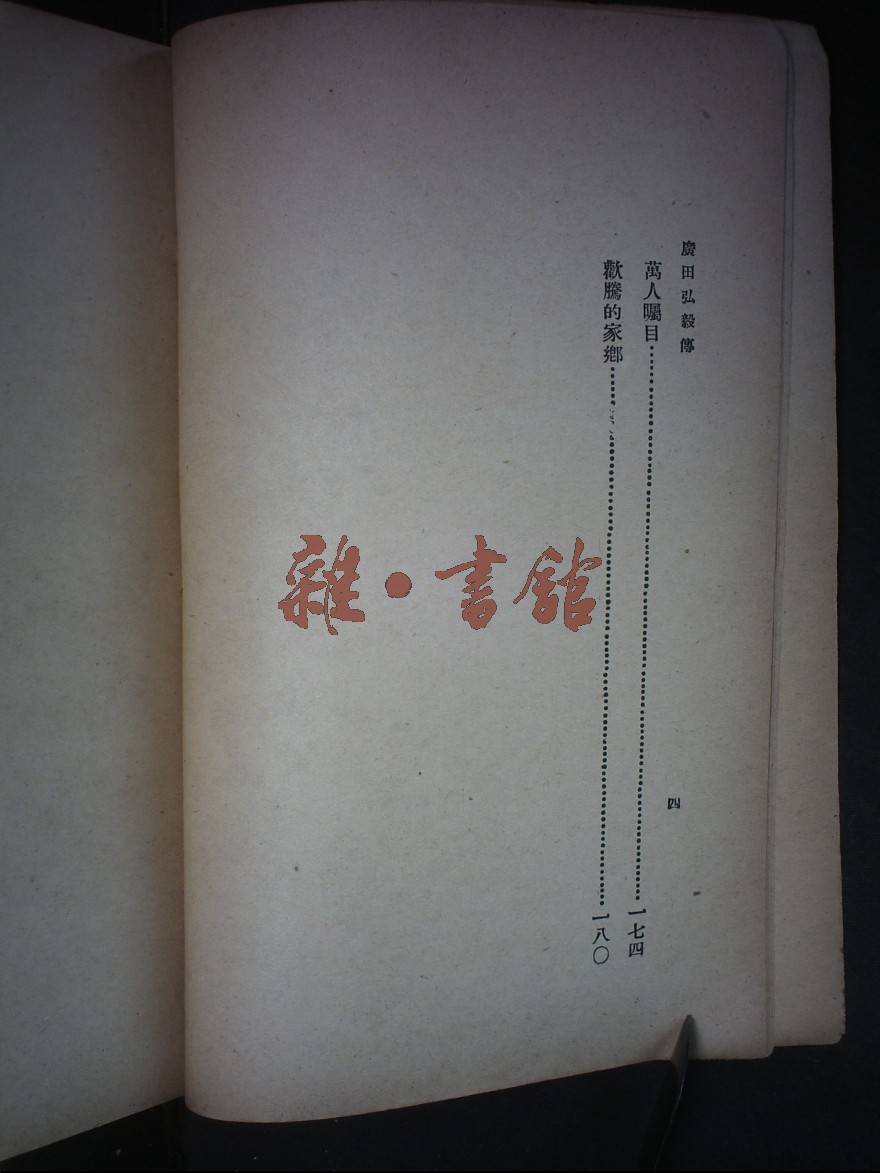 廣田弘毅傳
四
萬人囑目……一七四
歡騰的家鄉……一八〇
雜·書館